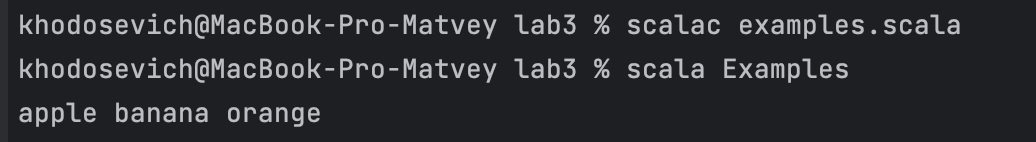 khodosevich@MacBook-Pro-Matvey lab3 % scalac examples.scala
khodosevich@MacBook-Pro-Matvey lab3 % scala Examples
apple banana orange